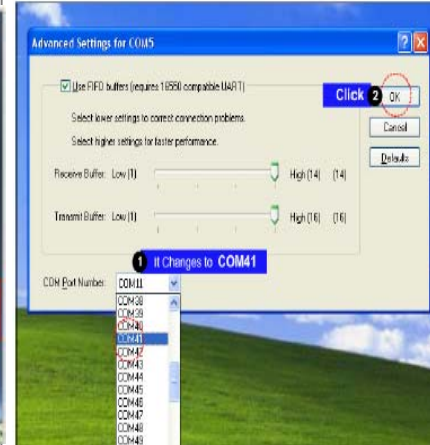 Advanced Settings for COM5
Use FIFO buffers (requires 16550 compatible UART)
Click 2 OK
Select lower settings to correct connection problems.
Cancel
Select higher settings for faster performance.
Defaults
Receive Buffer: Low (1) High (14) (14)
Transmit Buffer: Low (1) High (16) (16)
1 It Changes to COM41
COM Port Number: COM11
COM38
COM39
COM40
COM41
COM42
COM43
COM44
COM45
COM46
COM47
COM48
COM49